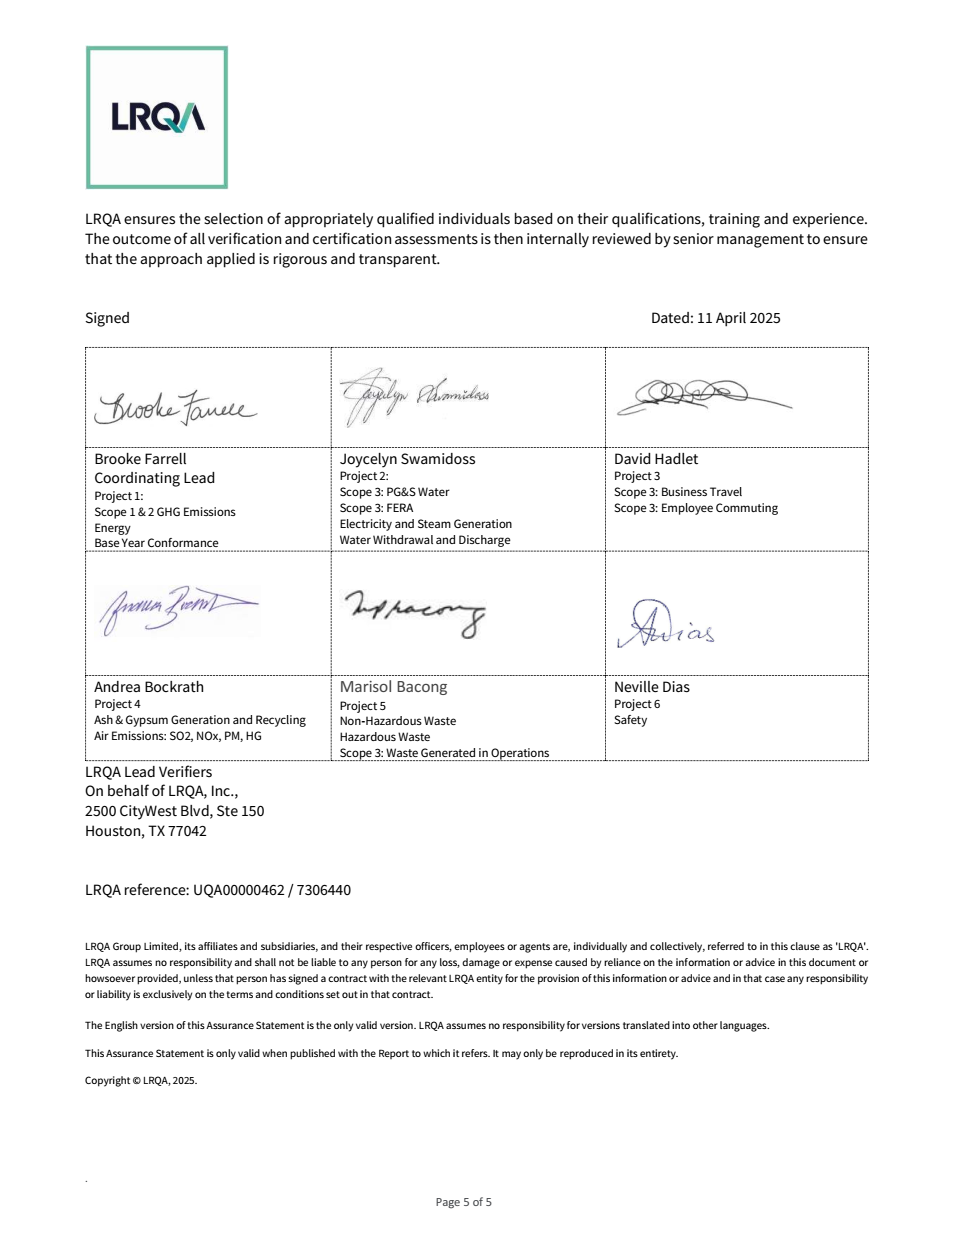 LRQA
LRQA ensures the selection of appropriately qualified individuals based on their qualifications, training and experience.
The outcome of all verification and certification assessments is then internally reviewed by senior management to ensure
that the approach applied is rigorous and transparent.
Signed
Dated: 11 April 2025
Brooke Farrell
Joycelyn Swamidoss
Brooke Farrell
Coordinating Lead
Project 1:
Scope 1 & 2 GHG Emissions
Energy
Base Year Conformance
Joycelyn Swamidoss
Project 2:
Scope 3: PG&S Water
Scope 3: FERA
Electricity and Steam Generation
Water Withdrawal and Discharge
David Hadlet
Project 3
Scope 3: Business Travel
Scope 3: Employee Commuting
Andrea Bockrath
Project 4
Ash & Gypsum Generation and Recycling
Air Emissions: SO2, NOx, PM, HG
Marisol Bacong
Project 5
Non-Hazardous Waste
Hazardous Waste
Scope 3: Waste Generated in Operations
Neville Dias
Project 6
Safety
LRQA Lead Verifiers
On behalf of LRQA, Inc.,
2500 CityWest Blvd, Ste 150
Houston, TX 77042
LRQA reference: UQA00000462 / 7306440
LRQA Group Limited, its affiliates and subsidiaries, and their respective officers, employees or agents are, individually and collectively, referred to in this clause as 'LRQA'.
LRQA assumes no responsibility and shall not be liable to any person for any loss, damage or expense caused by reliance on the information or advice in this document or
howsoever provided, unless that person has signed a contract with the relevant LRQA entity for the provision of this information or advice and in that case any responsibility
or liability is exclusively on the terms and conditions set out in that contract.
The English version of this Assurance Statement is the only valid version. LRQA assumes no responsibility for versions translated into other languages.
This Assurance Statement is only valid when published with the Report to which it refers. It may only be reproduced in its entirety.
Copyright © LRQA, 2025.
.
Page 5 of 5